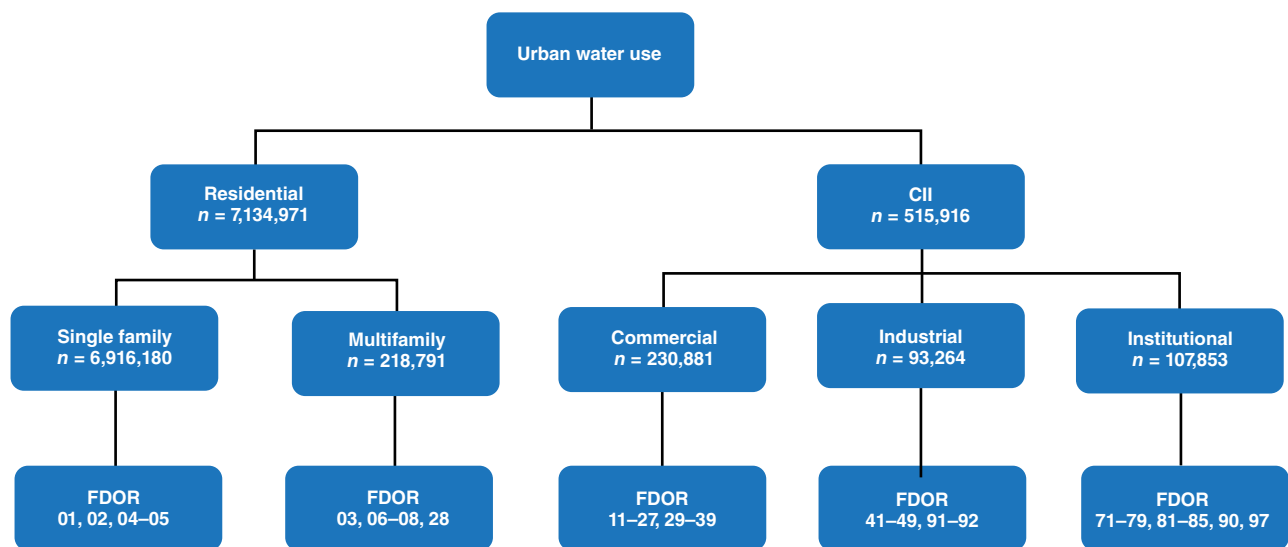 Urban water use
Residential
n = 7,134,971
CII
n = 515,916
Single family
n = 6,916,180
Multifamily
n = 218,791
Commercial
n = 230,881
Industrial
n = 93,264
Institutional
n = 107,853
FDOR
01, 02, 04–05
FDOR
03, 06–08, 28
FDOR
11–27, 29–39
FDOR
41–49, 91–92
FDOR
71–79, 81–85, 90, 97